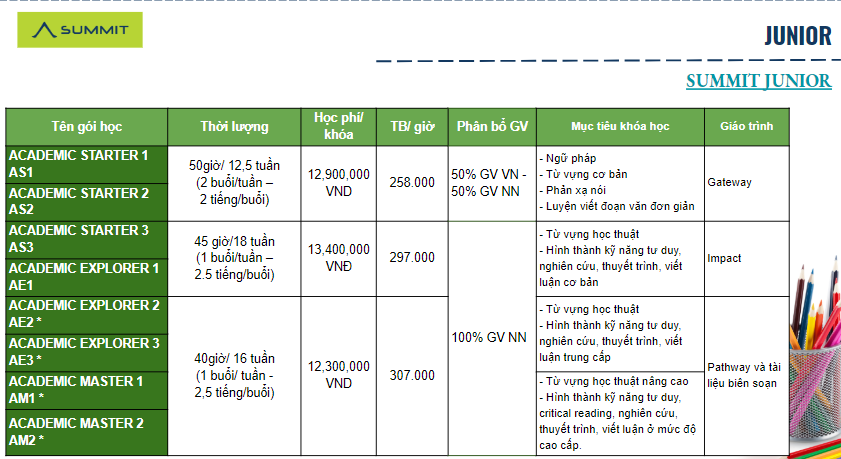 SUMMIT
JUNIOR
SUMMIT JUNIOR
Tên gói học
Thời lượng
Học phí/
khóa
TB/ giờ
Phân bổ GV
Mục tiêu khóa học
Giáo trình
ACADEMIC STARTER 1
AS1
ACADEMIC STARTER 2
AS2
50giờ/ 12,5 tuần
(2 buổi/tuần –
2 tiếng/buổi)
12,900,000
VND
258.000
50% GV VN -
50% GV NN
- Ngữ pháp
- Từ vựng cơ bản
- Phản xạ nói
- Luyện viết đoạn văn đơn giản
Gateway
ACADEMIC STARTER 3
AS3
ACADEMIC EXPLORER 1
AE1
45 giờ/18 tuần
(1 buổi/tuần –
2.5 tiếng/buổi)
13,400,000
VNĐ
297.000
- Từ vựng học thuật
- Hình thành kỹ năng tư duy,
nghiên cứu, thuyết trình, viết
luận cơ bản
Impact
ACADEMIC EXPLORER 2
AE2 *
ACADEMIC EXPLORER 3
AE3 *
ACADEMIC MASTER 1
AM1 *
ACADEMIC MASTER 2
AM2 *
40giờ/ 16 tuần
(1 buổi/ tuần -
2,5 tiếng/buổi)
12,300,000
VND
307.000
100% GV NN
- Từ vựng học thuật
- Hình thành kỹ năng tư duy,
nghiên cứu, thuyết trình, viết
luận trung cấp
- Từ vựng học thuật nâng cao
- Hình thành kỹ năng tư duy,
critical reading, nghiên cứu,
thuyết trình, viết luận ở mức độ
cao cấp.
Pathway và tài
liệu biên soạn